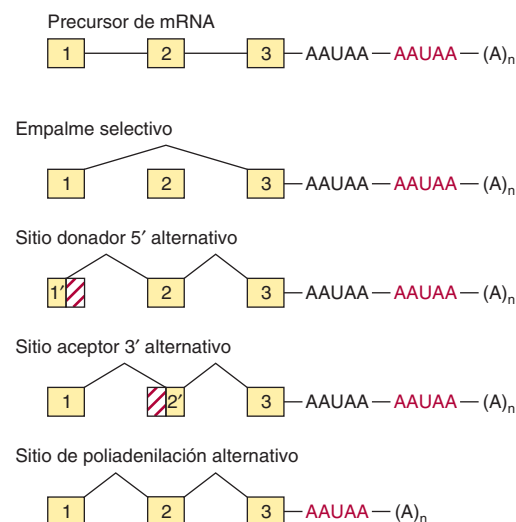 Precursor de mRNA
1 2 3 AAUAA — AAUAA — (A)n
Empalme selectivo
1 2 3 AAUAA — AAUAA — (A)n
Sitio donador 5′ alternativo
1′ 2 3 AAUAA — AAUAA — (A)n
Sitio aceptor 3′ alternativo
1 2′ 3 AAUAA — AAUAA — (A)n
Sitio de poliadenilación alternativo
1 2 3 AAUAA — (A)n